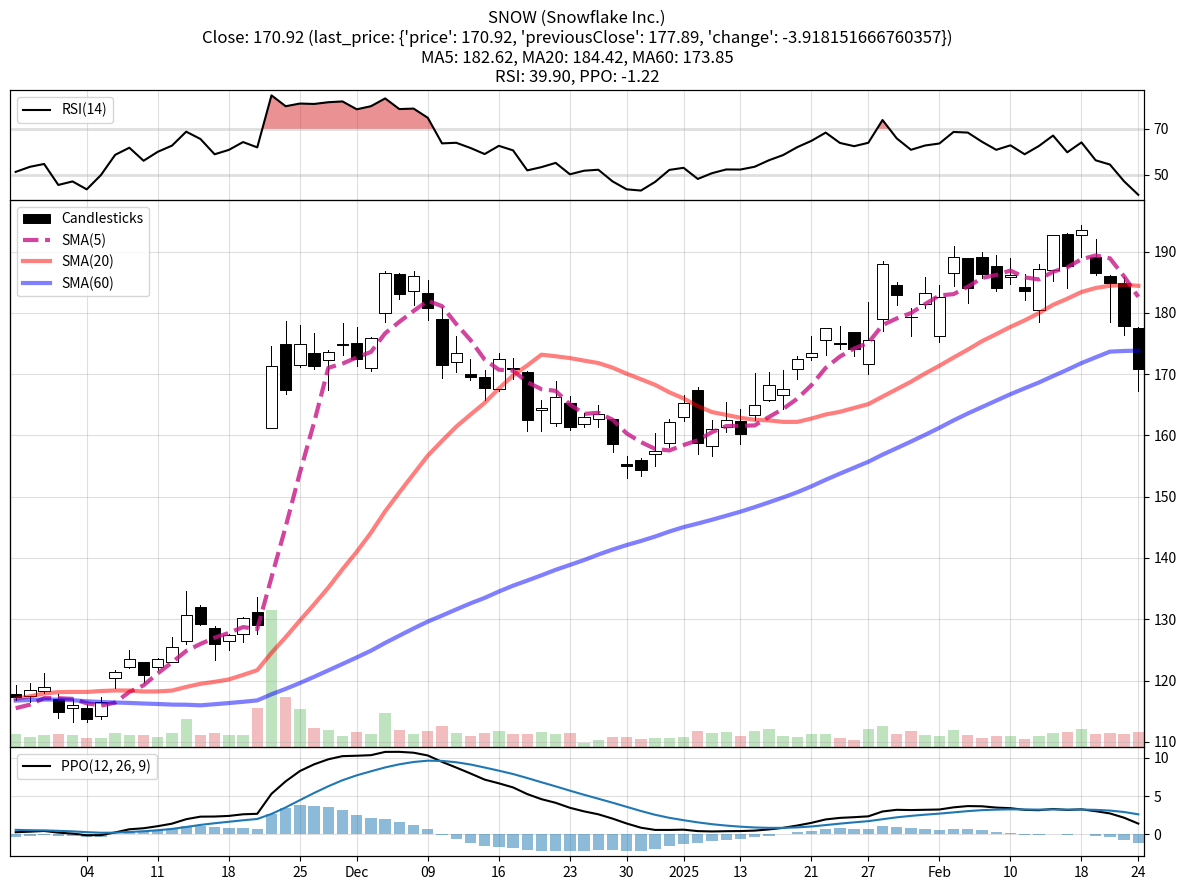 SNOW (Snowflake Inc.)
Close: 170.92 (last_price: {'price': 170.92, 'previousClose': 177.89, 'change': -3.918151666760357})
MA5: 182.62, MA20: 184.42, MA60: 173.85
RSI: 39.90, PPO: -1.22
RSI(14)
70
50
Candlesticks
SMA(5)
SMA(20)
SMA(60)
190
180
170
160
150
140
130
120
110
PPO(12, 26, 9)
10
5
0
04 11 18 25 Dec 09 16 23 30 2025 13 21 27 Feb 10 18 24